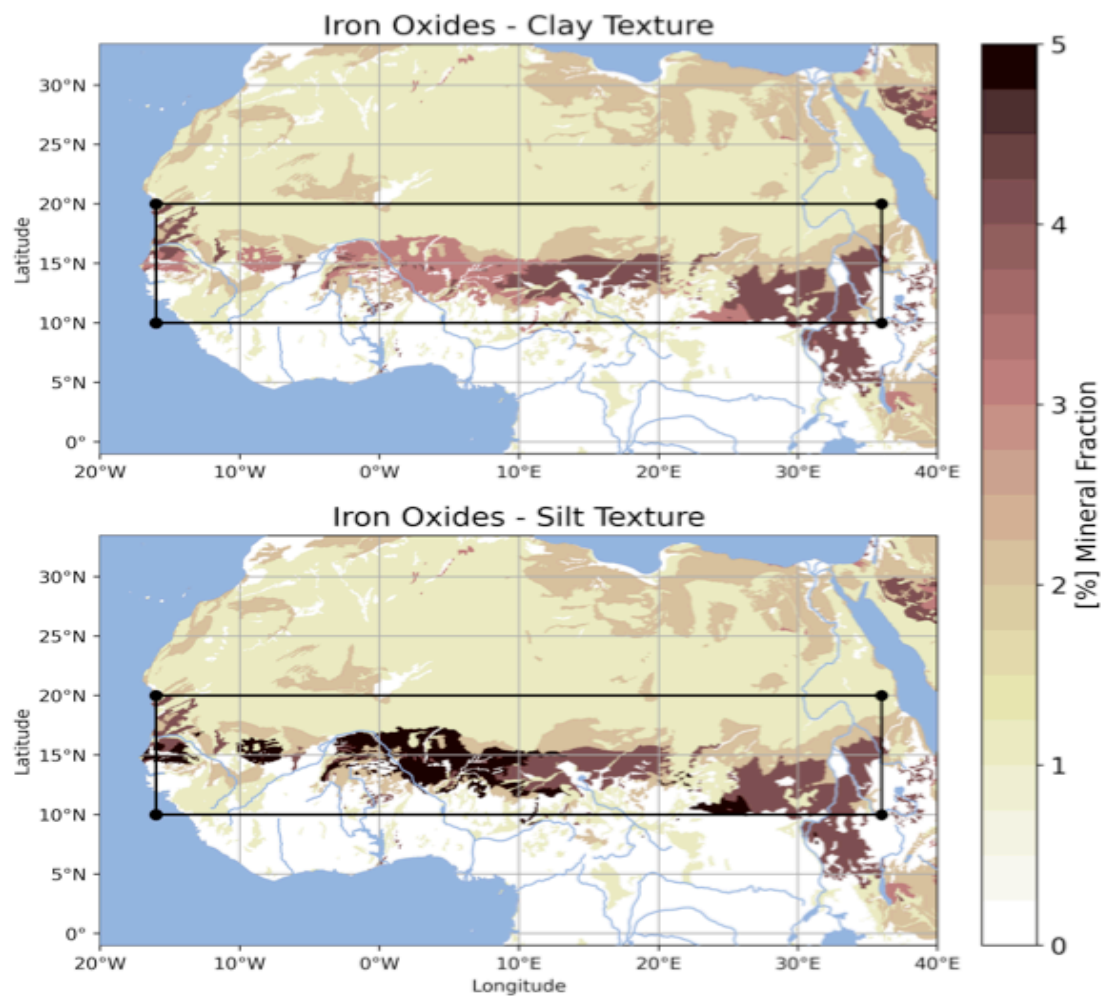 Iron Oxides - Clay Texture
30°N
25°N
20°N
15°N
10°N
5°N
0°
Latitude
20°W 10°W 0°W 10°E 20°E 30°E 40°E
Iron Oxides - Silt Texture
30°N
25°N
20°N
15°N
10°N
5°N
0°
Latitude
20°W 10°W 0°W 10°E 20°E 30°E 40°E
Longitude
5
4
3
2
1
0
[%] Mineral Fraction